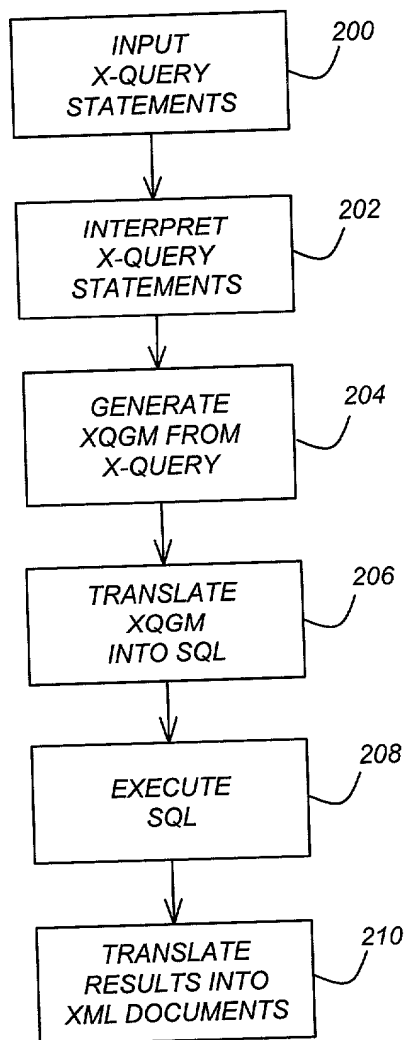 INPUT
X-QUERY
STATEMENTS
200
INTERPRET
X-QUERY
STATEMENTS
202
GENERATE
XQGM FROM
X-QUERY
204
TRANSLATE
XQGM
INTO SQL
206
EXECUTE
SQL
208
TRANSLATE
RESULTS INTO
XML DOCUMENTS
210